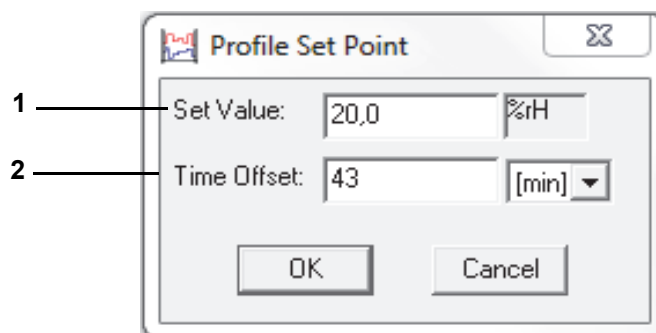 Profile Set Point
1 Set Value: 20,0 %rH
2 Time Offset: 43 [min]
OK Cancel